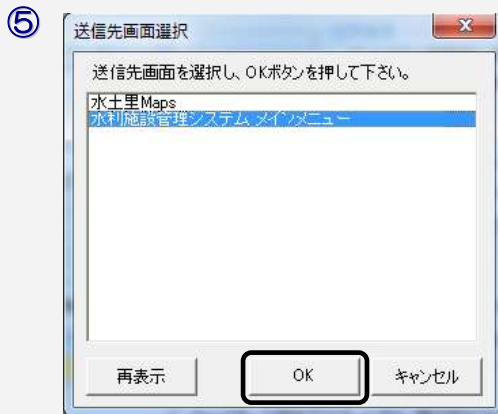 ⑤
送信先画面選択
送信先画面を選択し、OKボタンを押して下さい。
水土里Maps
水利施設管理システム メインメニュー
再表示
OK
キャンセル